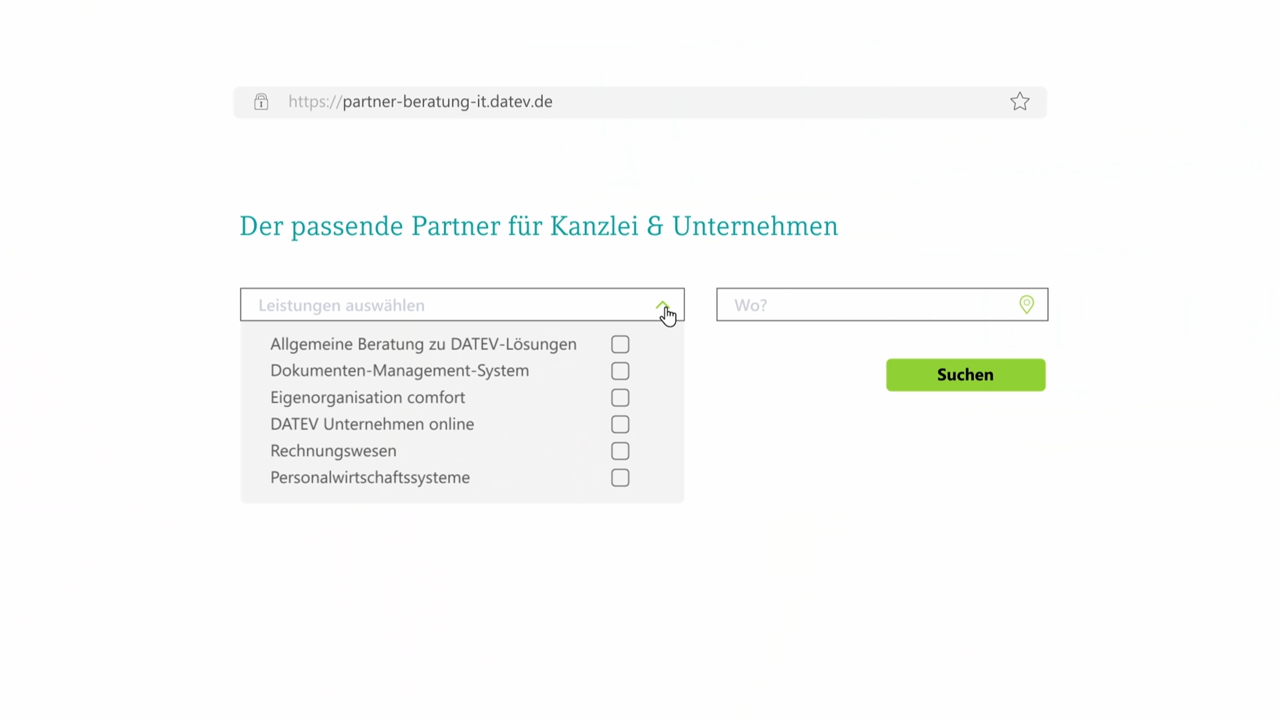 https://partner-beratung-it.datev.de
Der passende Partner für Kanzlei & Unternehmen
Leistungen auswählen
Wo?
Allgemeine Beratung zu DATEV-Lösungen
Dokumenten-Management-System
Eigenorganisation comfort
DATEV Unternehmen online
Rechnungswesen
Personalwirtschaftssysteme
Suchen